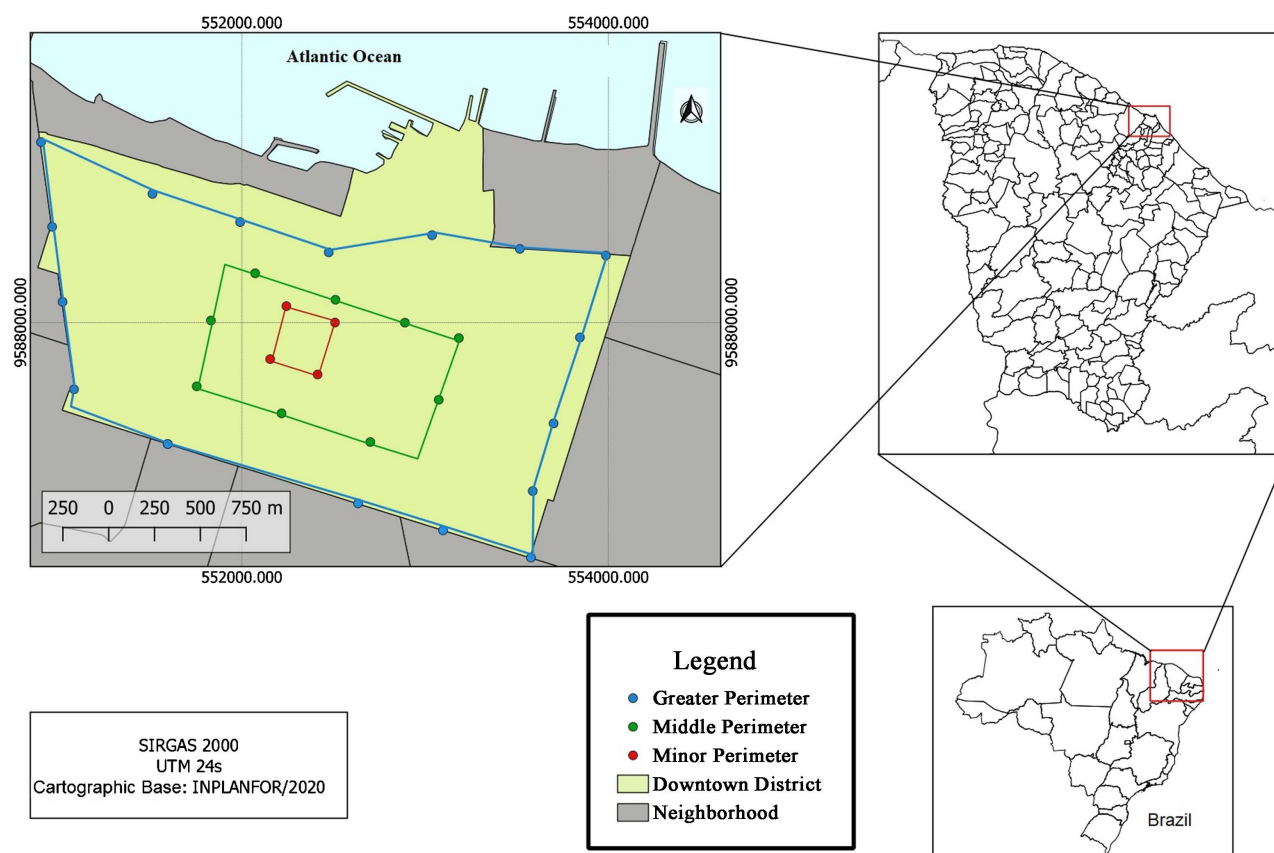 552000.000
554000.000
Atlantic Ocean
9588000.000
9588000.000
250 0 250 500 750 m
552000.000
554000.000
Legend
Greater Perimeter
Middle Perimeter
Minor Perimeter
Downtown District
Neighborhood
SIRGAS 2000
UTM 24s
Cartographic Base: INPLANFOR/2020
Brazil